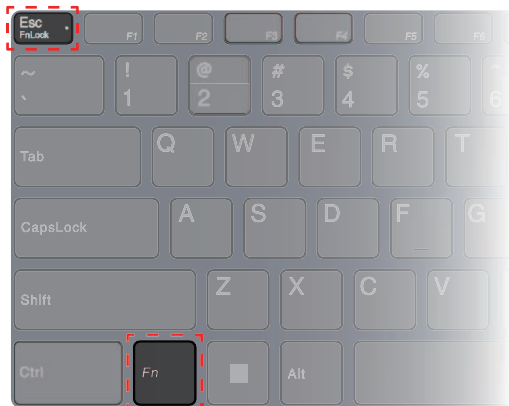 Esc
FnLock
F1 F2 F3 F4 F5 F6
~ ! @ # $ % ^
` 1 2 3 4 5 6
Tab Q W E R T
CapsLock A S D F G
Shift Z X C V
Ctrl Fn Alt